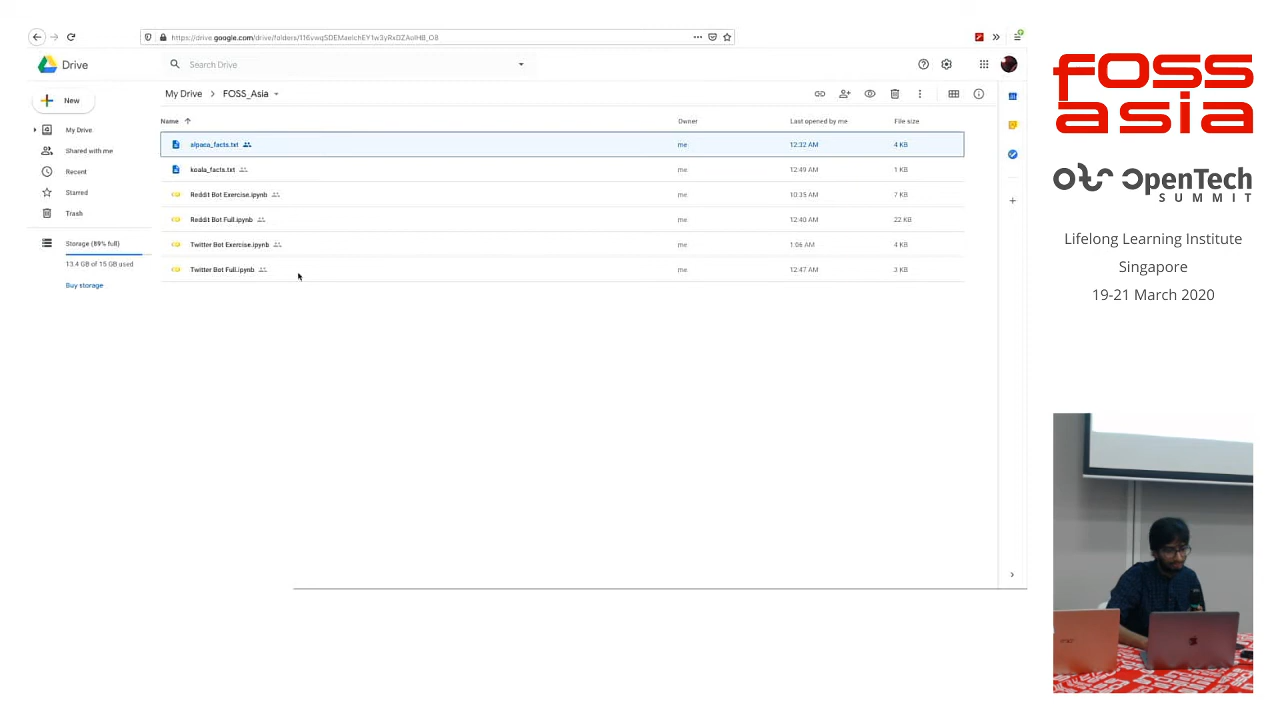 https://drive.google.com/drive/folders/
Drive
Search Drive
New
My Drive
Shared with me
Recent
Starred
Trash
Storage (89% full)
13.4 GB of 15 GB used
Buy storage
My Drive > FOSS_Asia
Name Owner Last opened by me File size
alpaca_facts.txt me 12:32 AM 4 KB
koala_facts.txt me 12:49 AM 1 KB
Reddit Bot Exercise.ipynb me 10:35 AM 7 KB
Reddit Bot Full.ipynb me 12:40 AM 22 KB
Twitter Bot Exercise.ipynb me 1:06 AM 4 KB
Twitter Bot Full.ipynb me 12:47 AM 3 KB
foss
asia
OpenTech
SUMMIT
Lifelong Learning Institute
Singapore
19-21 March 2020